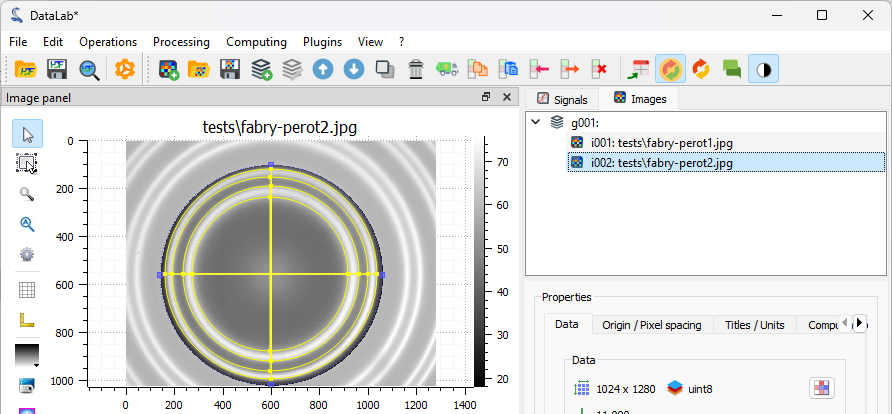 DataLab*
File Edit Operations Processing Computing Plugins View ?
Image panel
Signals Images
g001:
i001: tests\fabry-perot1.jpg
i002: tests\fabry-perot2.jpg
tests\fabry-perot2.jpg
0
200
400
600
800
1000
0 200 400 600 800 1000 1200 1400
70
60
50
40
30
20
Properties
Data Origin / Pixel spacing Titles / Units
Data
1024 x 1280 uint8